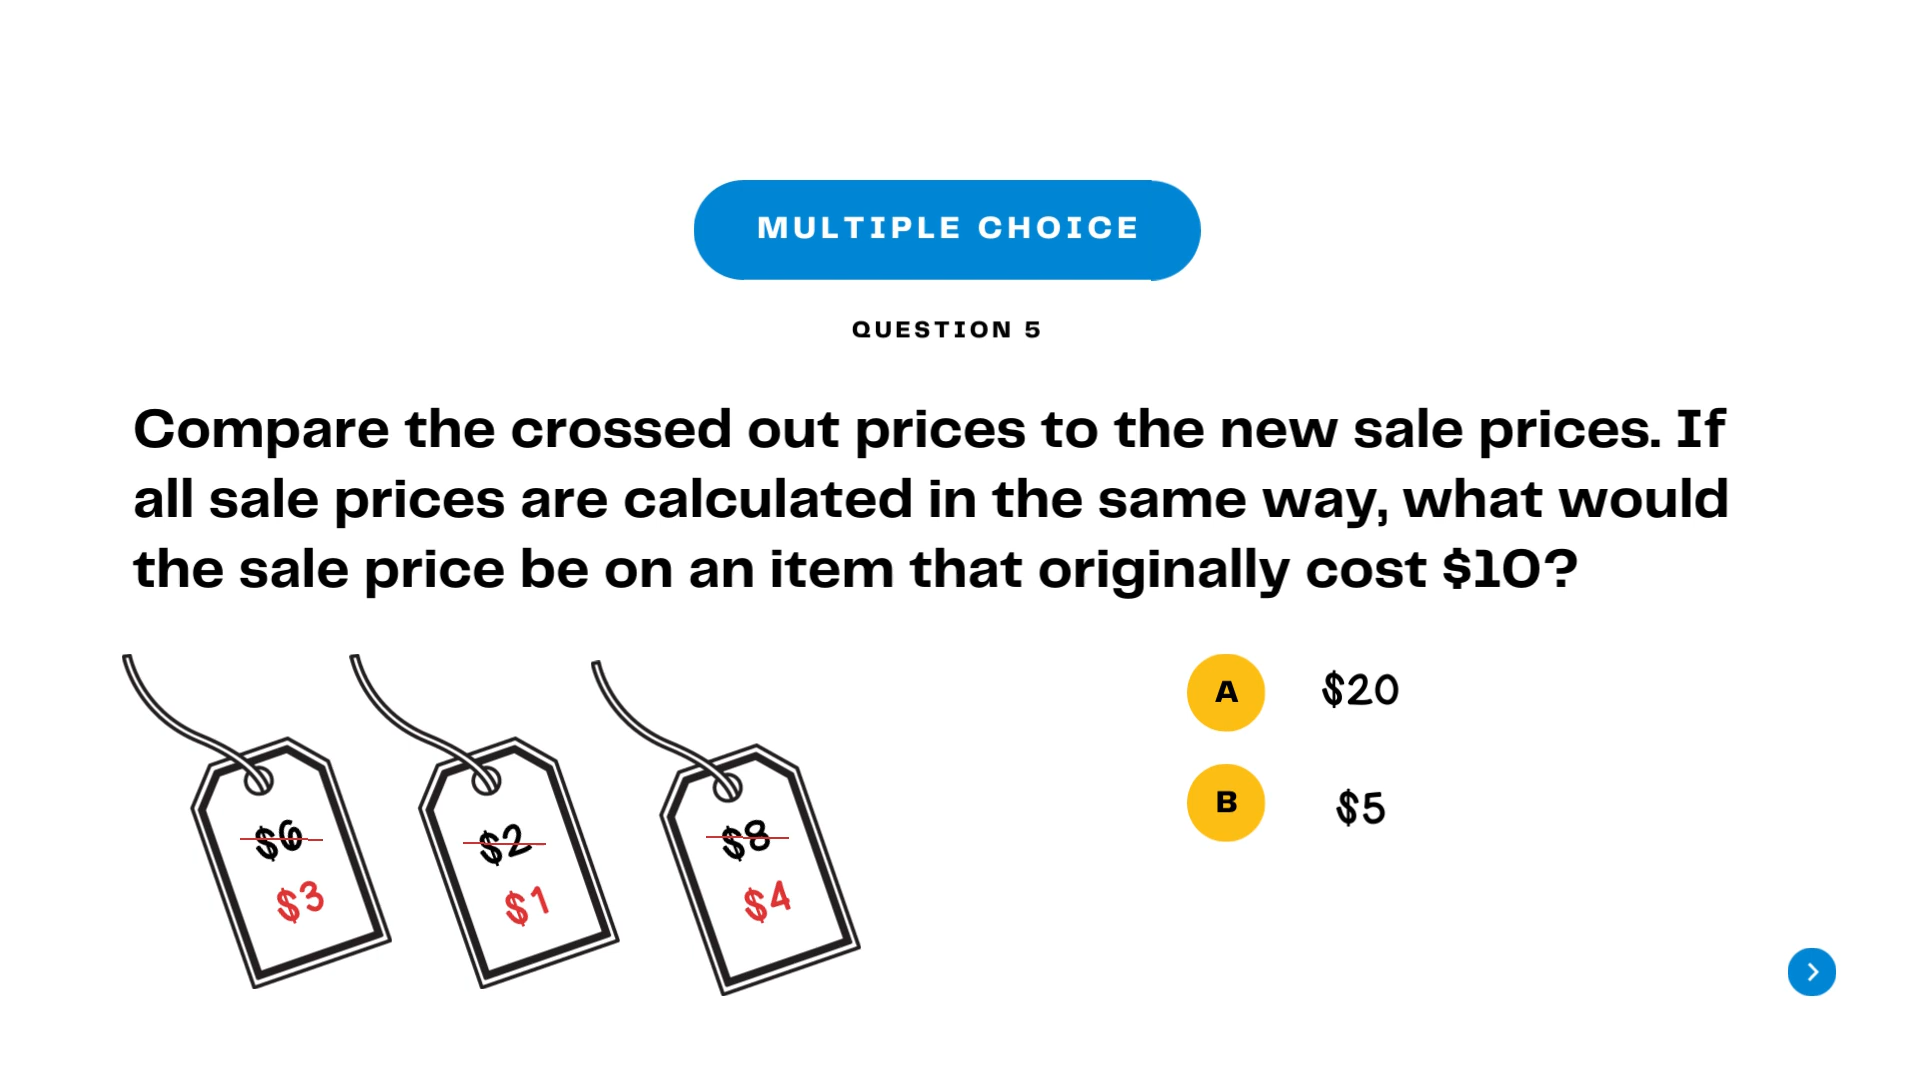 MULTIPLE CHOICE
QUESTION 5
Compare the crossed out prices to the new sale prices. If
all sale prices are calculated in the same way, what would
the sale price be on an item that originally cost $10?
A $20
B $5
$6
$3
$2
$1
$8
$4